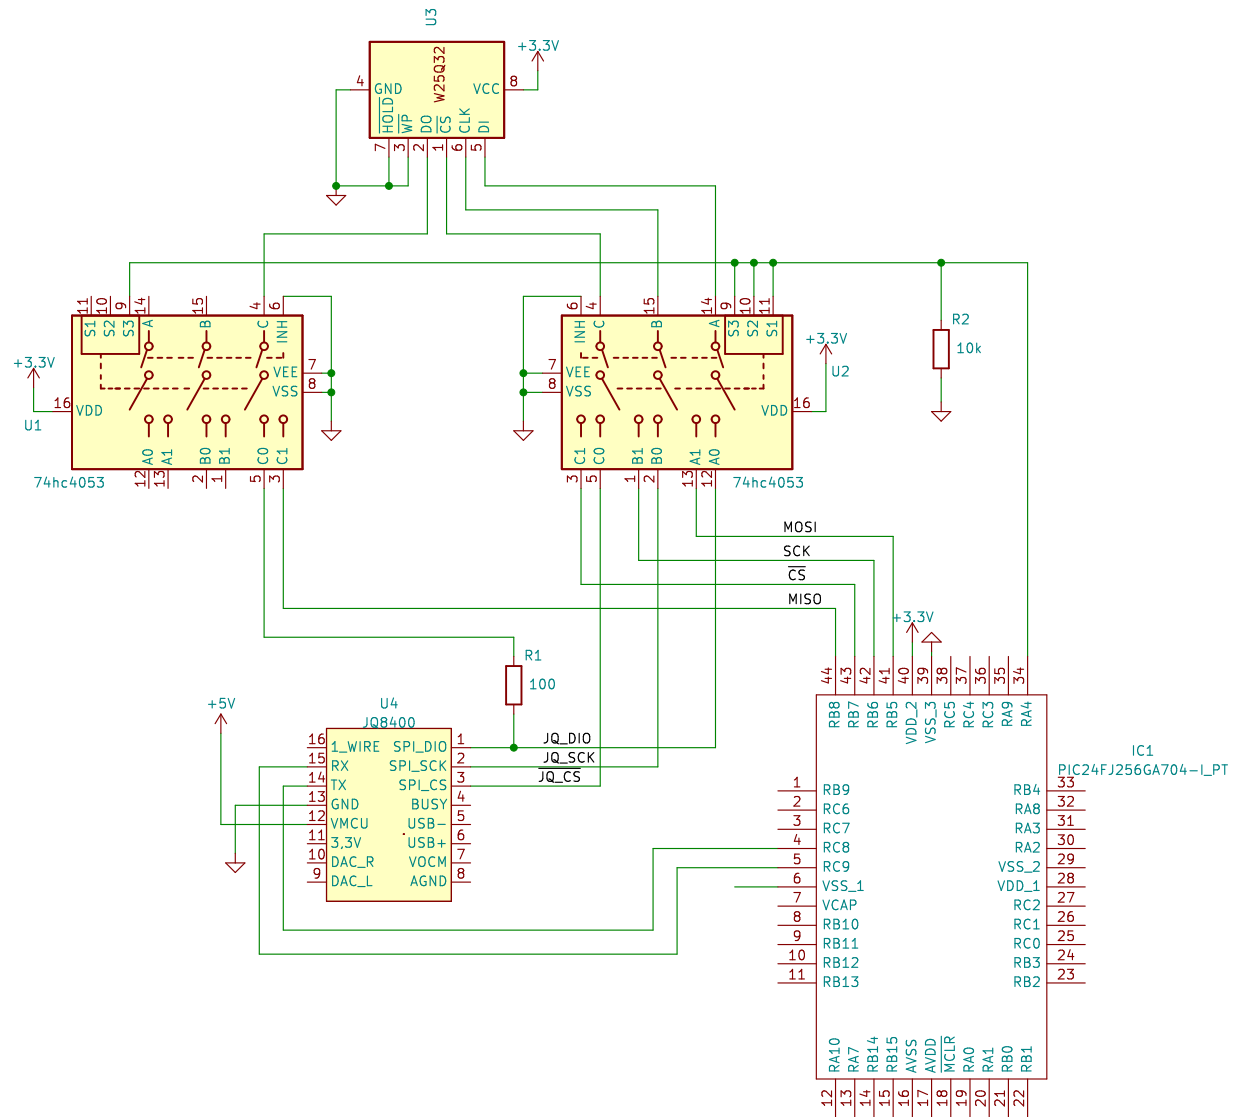 U3
W25Q32
+3.3V
4 GND
VCC 8
HOLD WP DO CS CLK DI
7 3 2 1 6 5
11 10 9 14 15 4 6
S1 S2 S3 A B C INH
+3.3V
VEE 7
VSS 8
16 VDD
U1
A0 A1 B0 B1 C0 C1
12 13 2 1 5 3
74hc4053
6 4 15 14 9 10 11
INH C B A S3 S2 S1
7 VEE
8 VSS
+3.3V
U2
VDD 16
C1 C0 B1 B0 A1 A0
3 5 1 2 13 12
74hc4053
R2
10k
MOSI
SCK
CS
MISO
+3.3V
R1
100
44 43 42 41 40 39 38 37 36 35 34
RB8 RB7 RB6 RB5 VDD_2 VSS_3 RC5 RC4 RC3 RA9 RA4
+5V
U4
JQ8400
16 1_WIRE SPI_DIO 1
15 RX SPI_SCK 2
14 TX SPI_CS 3
13 GND BUSY 4
12 VMCU USB- 5
11 3,3V USB+ 6
10 DAC_R VOCM 7
9 DAC_L AGND 8
JQ_DIO
JQ_SCK
JQ_CS
IC1
PIC24FJ256GA704-I_PT
1 RB9 RB4 33
2 RC6 RA8 32
3 RC7 RA3 31
4 RC8 RA2 30
5 RC9 VSS_2 29
6 VSS_1 VDD_1 28
7 VCAP RC2 27
8 RB10 RC1 26
9 RB11 RC0 25
10 RB12 RB3 24
11 RB13 RB2 23
RA10 RA7 RB14 RB15 AVSS AVDD MCLR RA0 RA1 RB0 RB1
12 13 14 15 16 17 18 19 20 21 22